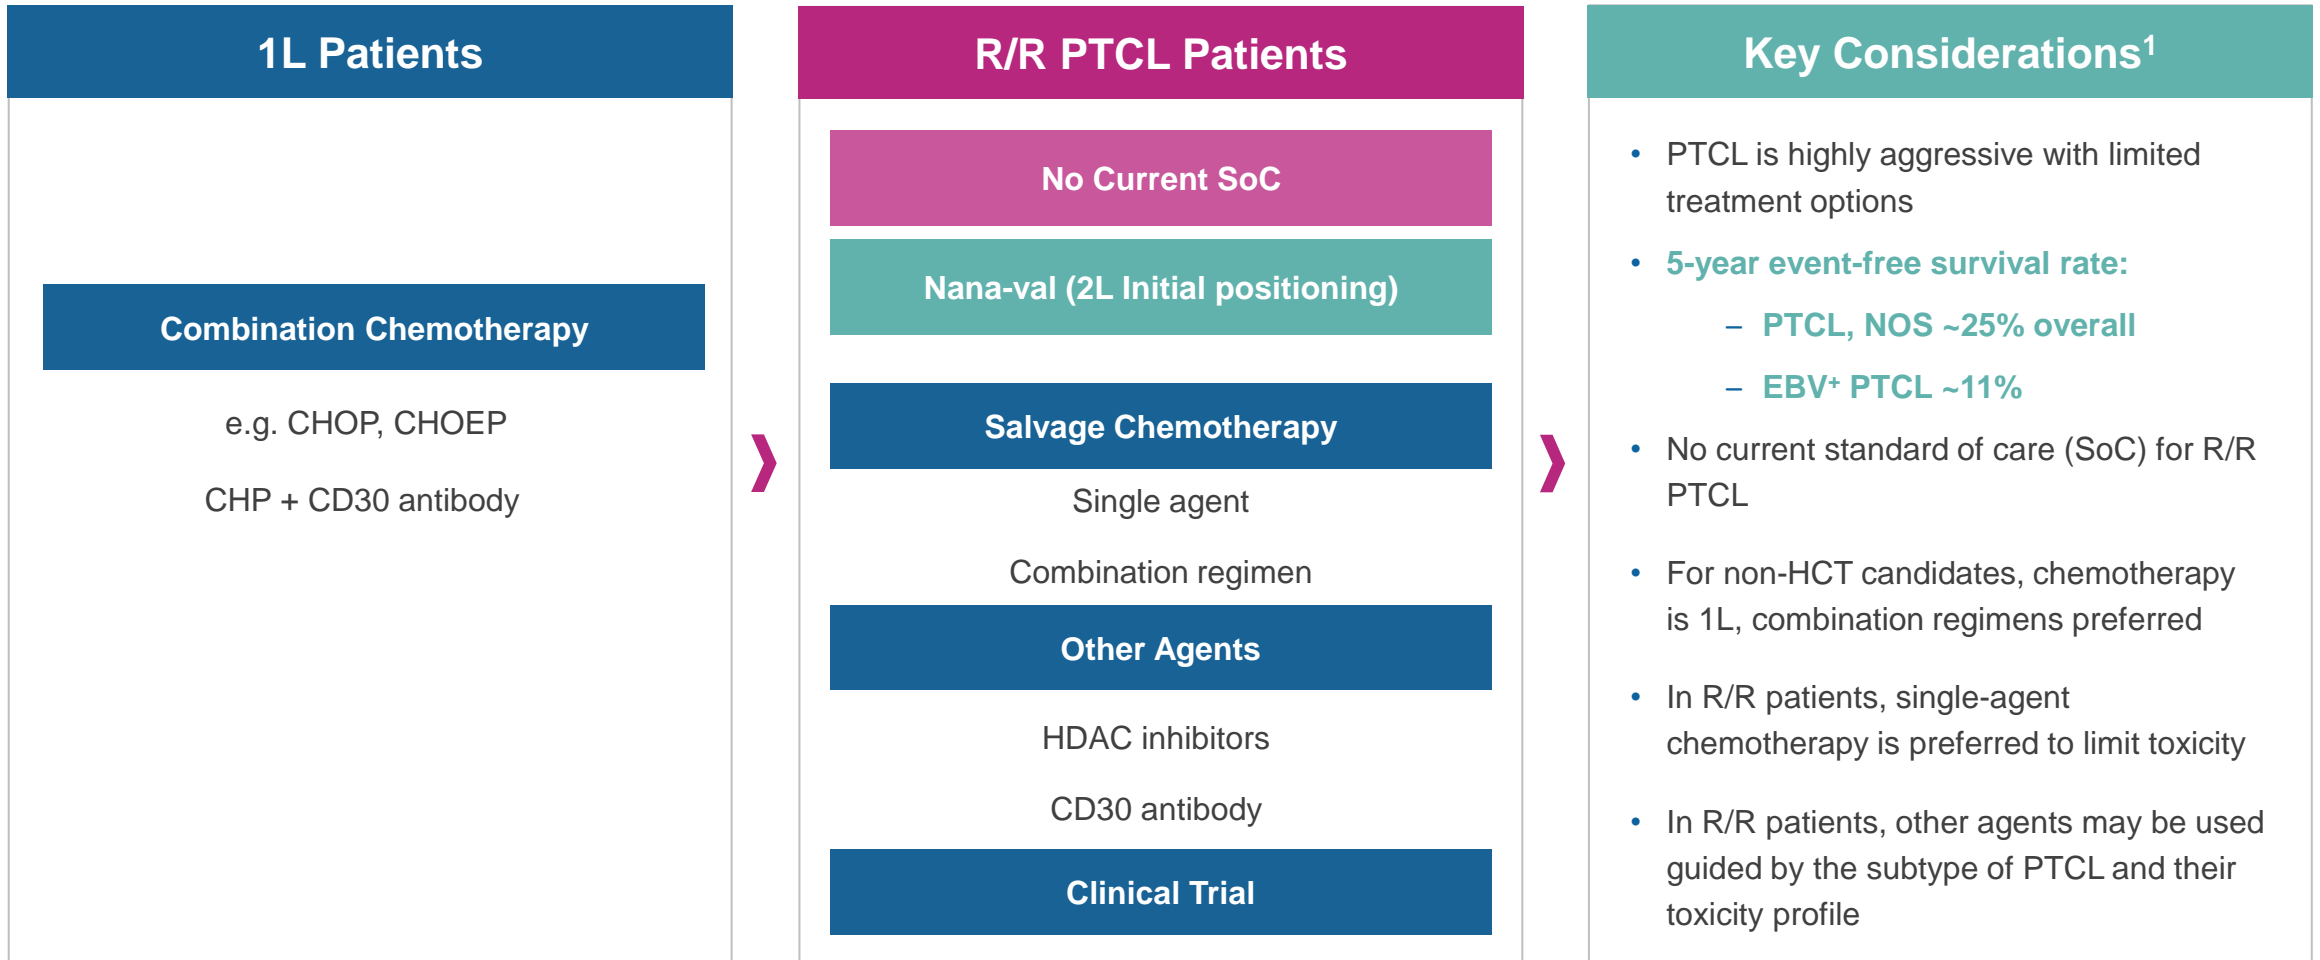 1L Patients
Combination Chemotherapy
e.g. CHOP, CHOEP
CHP + CD30 antibody
R/R PTCL Patients
No Current SoC
Nana-val (2L Initial positioning)
Salvage Chemotherapy
Single agent
Combination regimen
Other Agents
HDAC inhibitors
CD30 antibody
Clinical Trial
Key Considerations¹
• PTCL is highly aggressive with limited
treatment options
• 5-year event-free survival rate:
– PTCL, NOS ~25% overall
– EBV⁺ PTCL ~11%
• No current standard of care (SoC) for R/R
PTCL
• For non-HCT candidates, chemotherapy
is 1L, combination regimens preferred
• In R/R patients, single-agent
chemotherapy is preferred to limit toxicity
• In R/R patients, other agents may be used
guided by the subtype of PTCL and their
toxicity profile